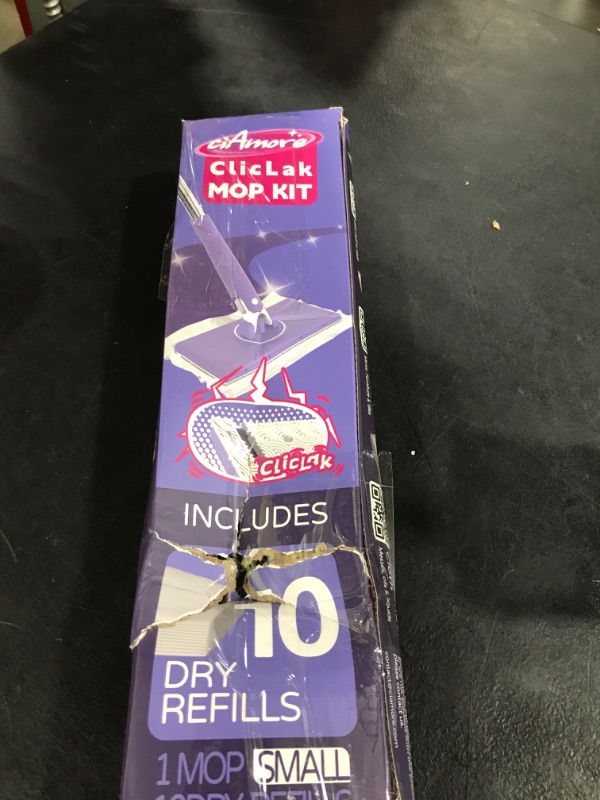 ciAmore
ClicLak
MOP KIT
CLICLAK
INCLUDES
10
DRY
REFILLS
1 MOP SMALL